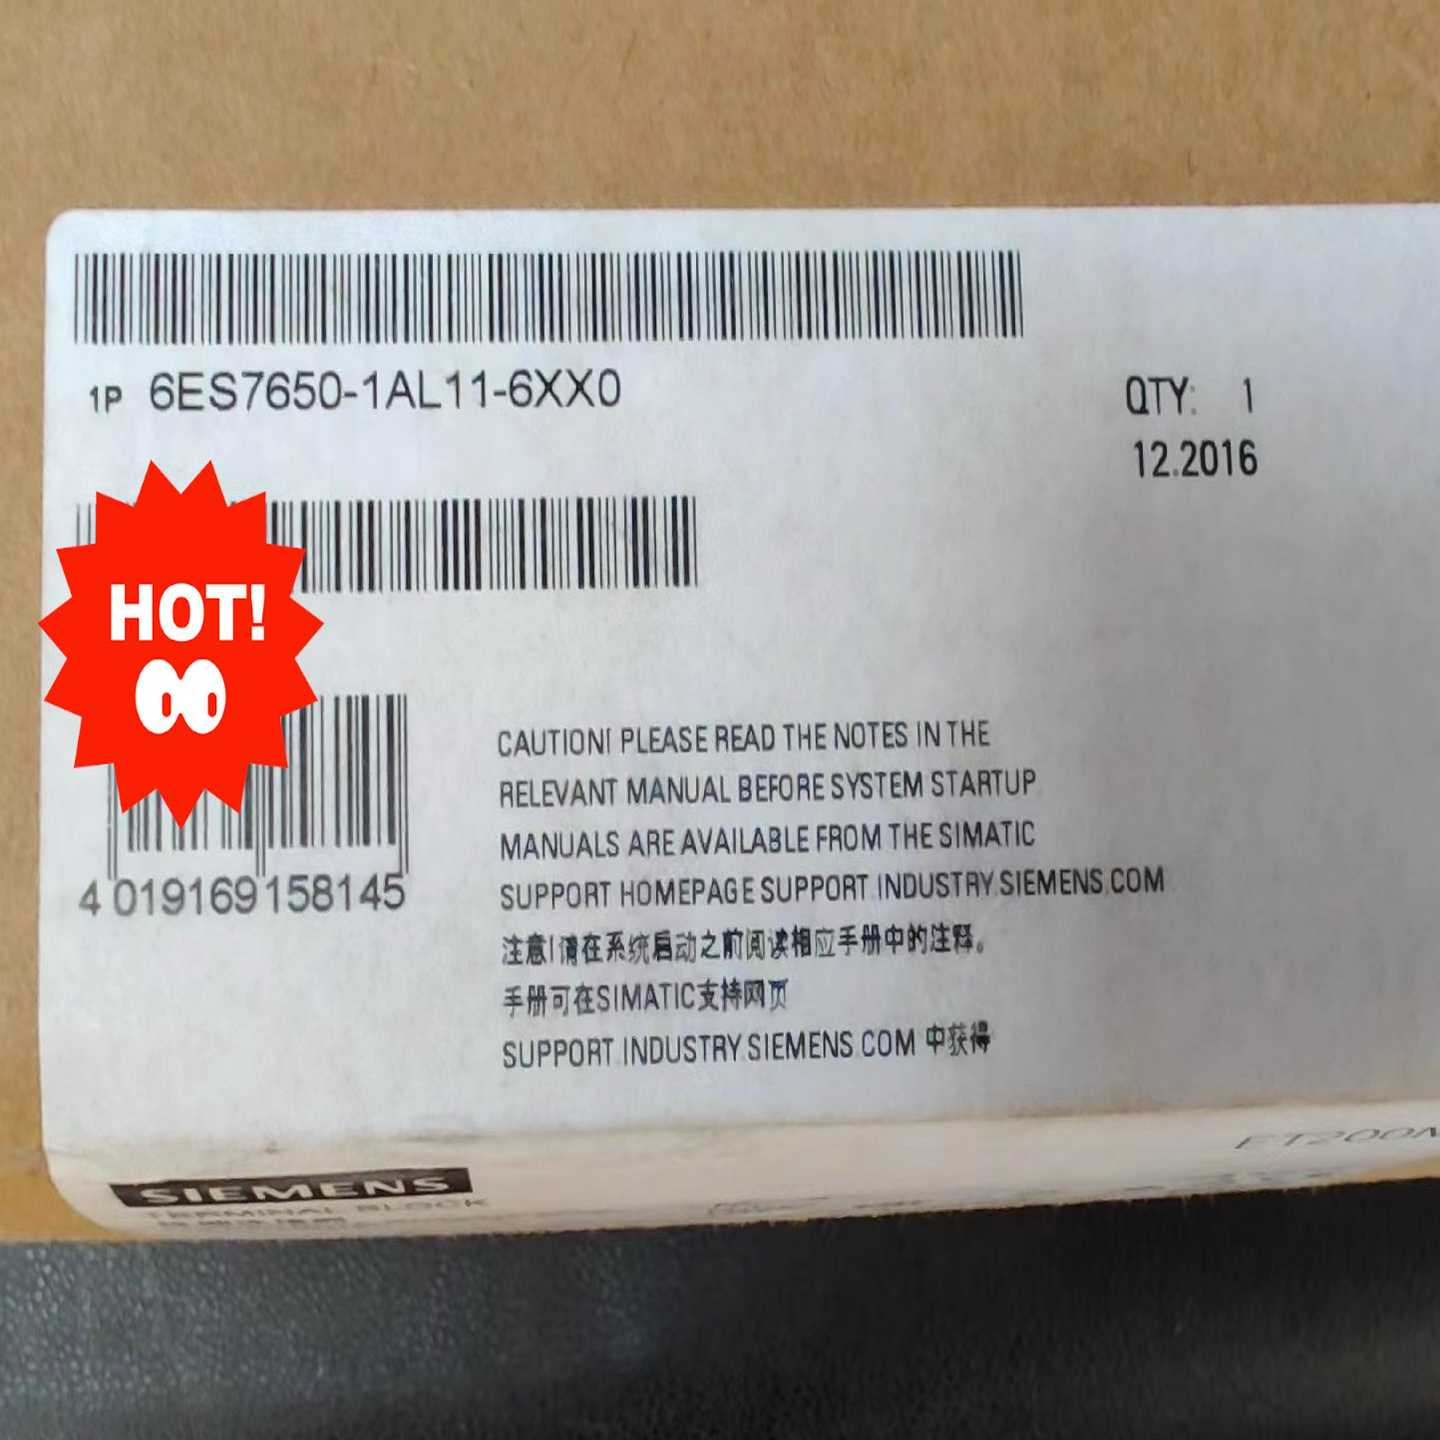 1P 6ES7650-1AL11-6XX0
QTY: 1
12.2016
HOT!
4 019169 158145
CAUTION! PLEASE READ THE NOTES IN THE
RELEVANT MANUAL BEFORE SYSTEM STARTUP
MANUALS ARE AVAILABLE FROM THE SIMATIC
SUPPORT HOMEPAGE SUPPORT INDUSTRY.SIEMENS.COM
注意!请在系统启动之前阅读相应手册中的注释。
手册可在SIMATIC支持网页
SUPPORT.INDUSTRY.SIEMENS.COM 中获得
ET200M
SIEMENS
TERMINAL BLOCK